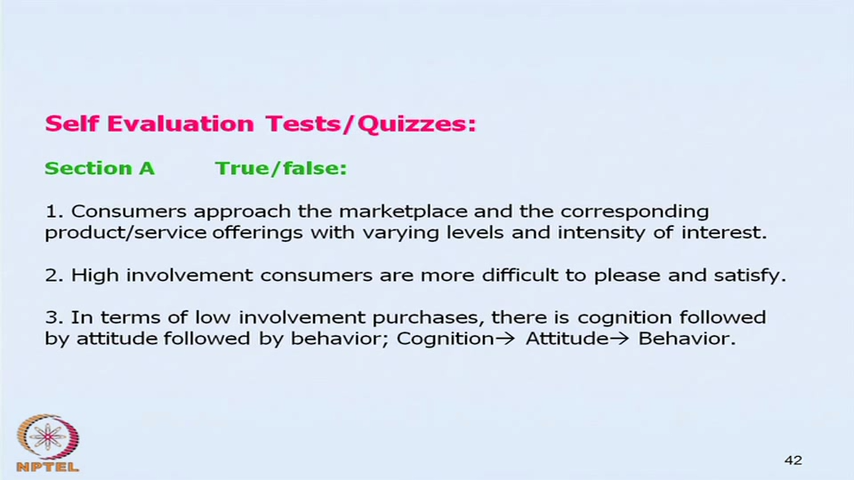 Self Evaluation Tests/Quizzes:
Section A True/false:
1. Consumers approach the marketplace and the corresponding
product/service offerings with varying levels and intensity of interest.
2. High involvement consumers are more difficult to please and satisfy.
3. In terms of low involvement purchases, there is cognition followed
by attitude followed by behavior; Cognition→ Attitude→ Behavior.
NPTEL
42